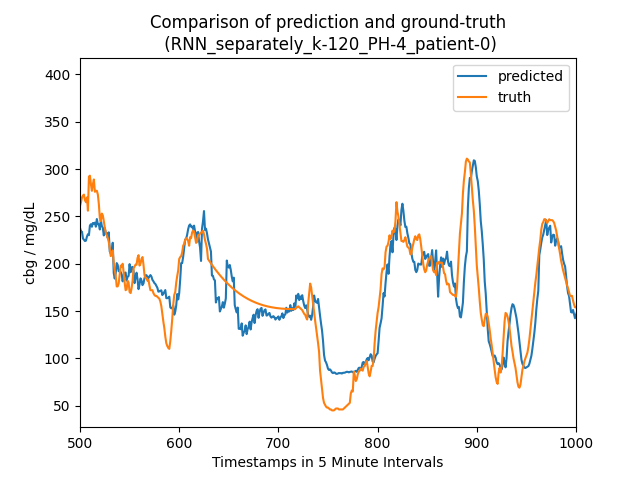 Comparison of prediction and ground-truth
(RNN_separately_k-120_PH-4_patient-0)
predicted
truth
cbg / mg/dL
400
350
300
250
200
150
100
50
500 600 700 800 900 1000
Timestamps in 5 Minute Intervals